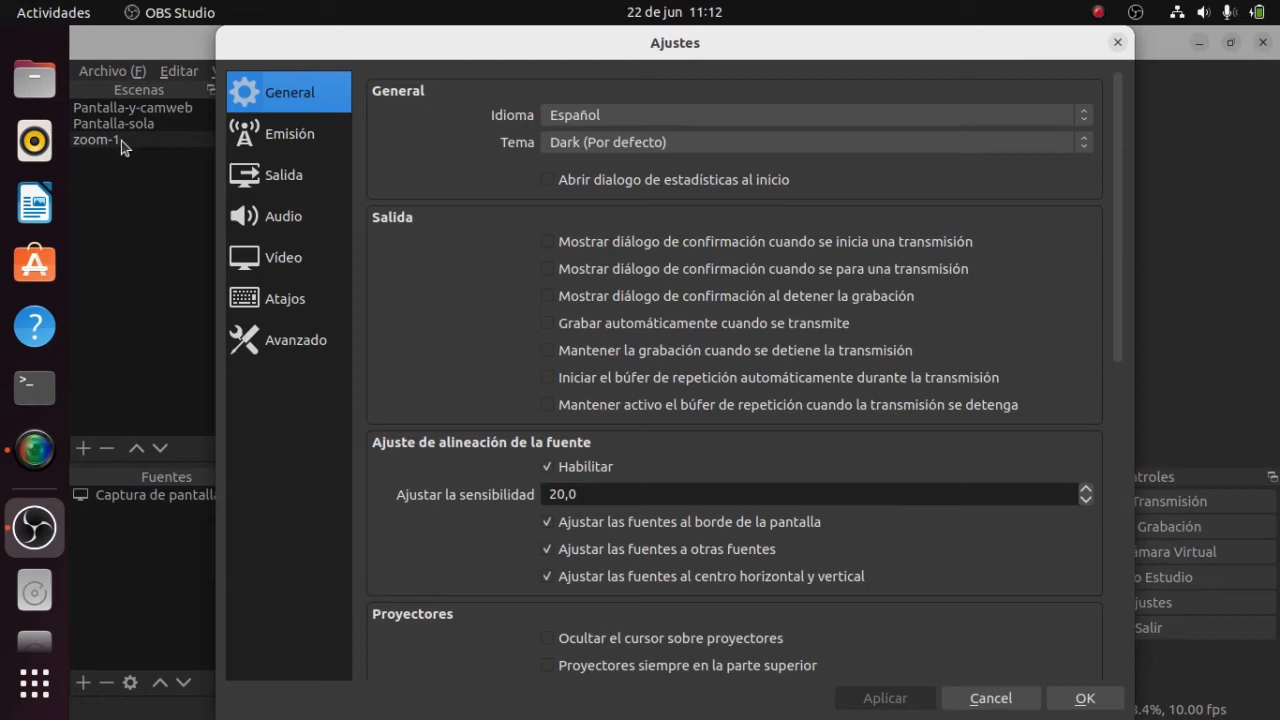 Actividades
OBS Studio
22 de jun 11:12
Ajustes
Archivo (F) Editar
Escenas
Pantalla-y-camweb
Pantalla-sola
zoom-1
Fuentes
Captura de pantall
General
Emisión
Salida
Audio
Vídeo
Atajos
Avanzado
General
Idioma Español
Tema Dark (Por defecto)
Abrir dialogo de estadísticas al inicio
Salida
Mostrar diálogo de confirmación cuando se inicia una transmisión
Mostrar diálogo de confirmación cuando se para una transmisión
Mostrar diálogo de confirmación al detener la grabación
Grabar automáticamente cuando se transmite
Mantener la grabación cuando se detiene la transmisión
Iniciar el búfer de repetición automáticamente durante la transmisión
Mantener activo el búfer de repetición cuando la transmisión se detenga
Ajuste de alineación de la fuente
Habilitar
Ajustar la sensibilidad 20,0
Ajustar las fuentes al borde de la pantalla
Ajustar las fuentes a otras fuentes
Ajustar las fuentes al centro horizontal y vertical
Proyectores
Ocultar el cursor sobre proyectores
Proyectores siempre en la parte superior
Aplicar
Cancel
OK
troles
Transmisión
Grabación
ámara Virtual
o Estudio
justes
Salir
.4%, 10.00 fps